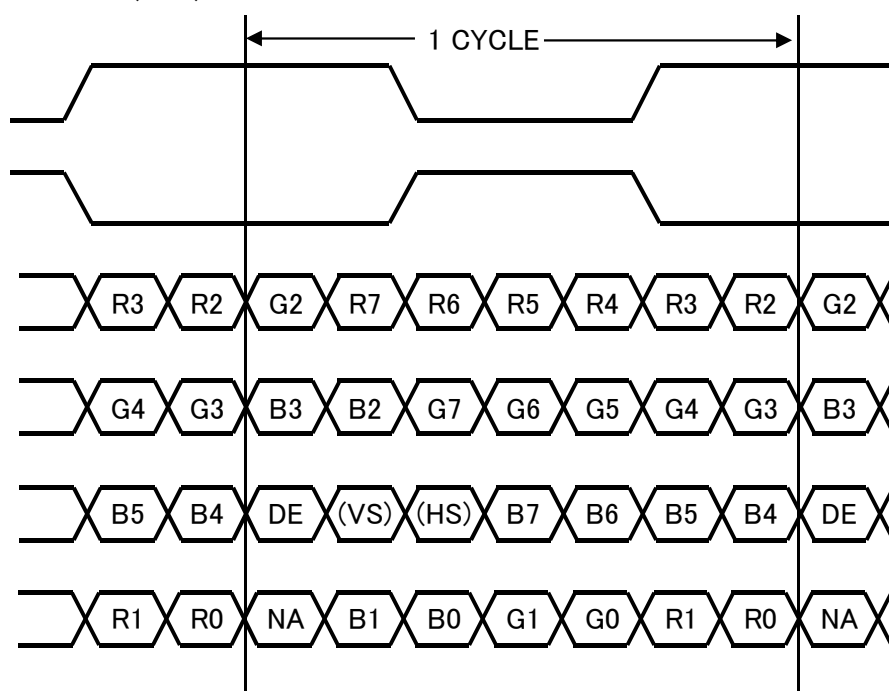 1 CYCLE
R3 R2 G2 R7 R6 R5 R4 R3 R2 G2
G4 G3 B3 B2 G7 G6 G5 G4 G3 B3
B5 B4 DE (VS) (HS) B7 B6 B5 B4 DE
R1 R0 NA B1 B0 G1 G0 R1 R0 NA